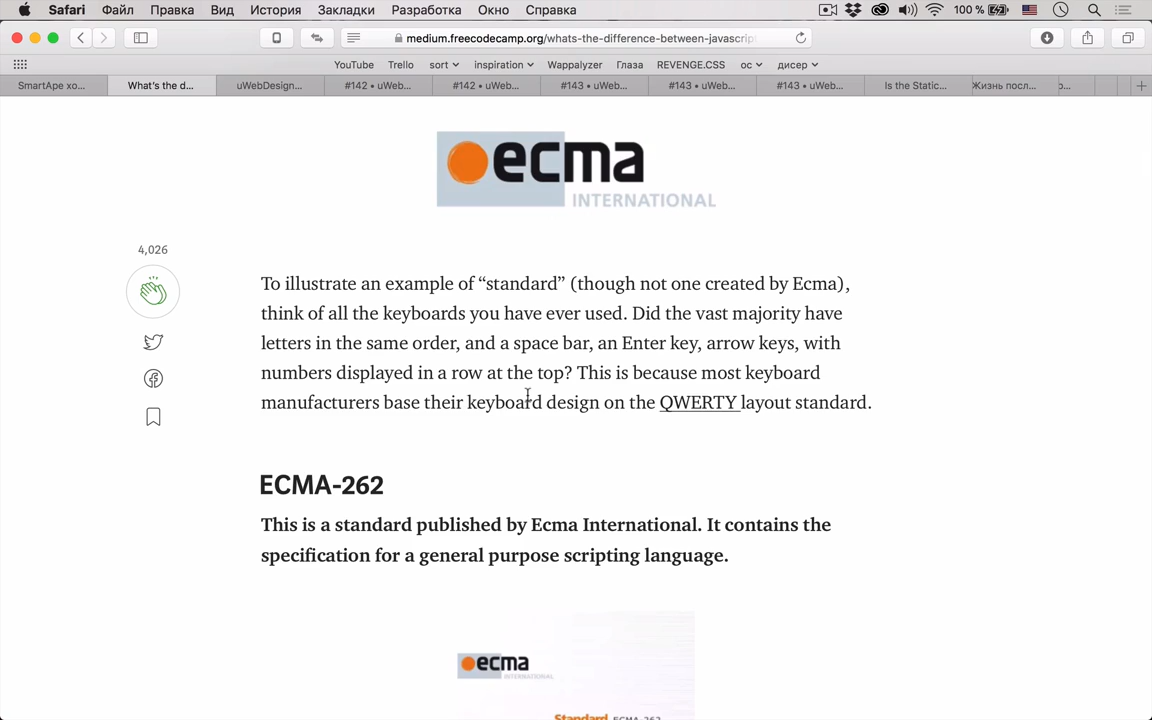 Safari Файл Правка Вид История Закладки Разработка Окно Справка 100 %
medium.freecodecamp.org/whats-the-difference-between-javascrip
YouTube Trello sort inspiration Wappalyzer Глаза REVENGE.CSS ос дисер
SmartApe хо... What's the d... uWebDesign... #142 • uWeb... #142 • uWeb... #143 • uWeb... #143 • uWeb... #143 • uWeb... Is the Static... Жизнь посл...
ecma
INTERNATIONAL
4,026
To illustrate an example of “standard” (though not one created by Ecma),
think of all the keyboards you have ever used. Did the vast majority have
letters in the same order, and a space bar, an Enter key, arrow keys, with
numbers displayed in a row at the top? This is because most keyboard
manufacturers base their keyboard design on the QWERTY layout standard.
ECMA-262
This is a standard published by Ecma International. It contains the
specification for a general purpose scripting language.
ecma
INTERNATIONAL
Standard ECMA-262